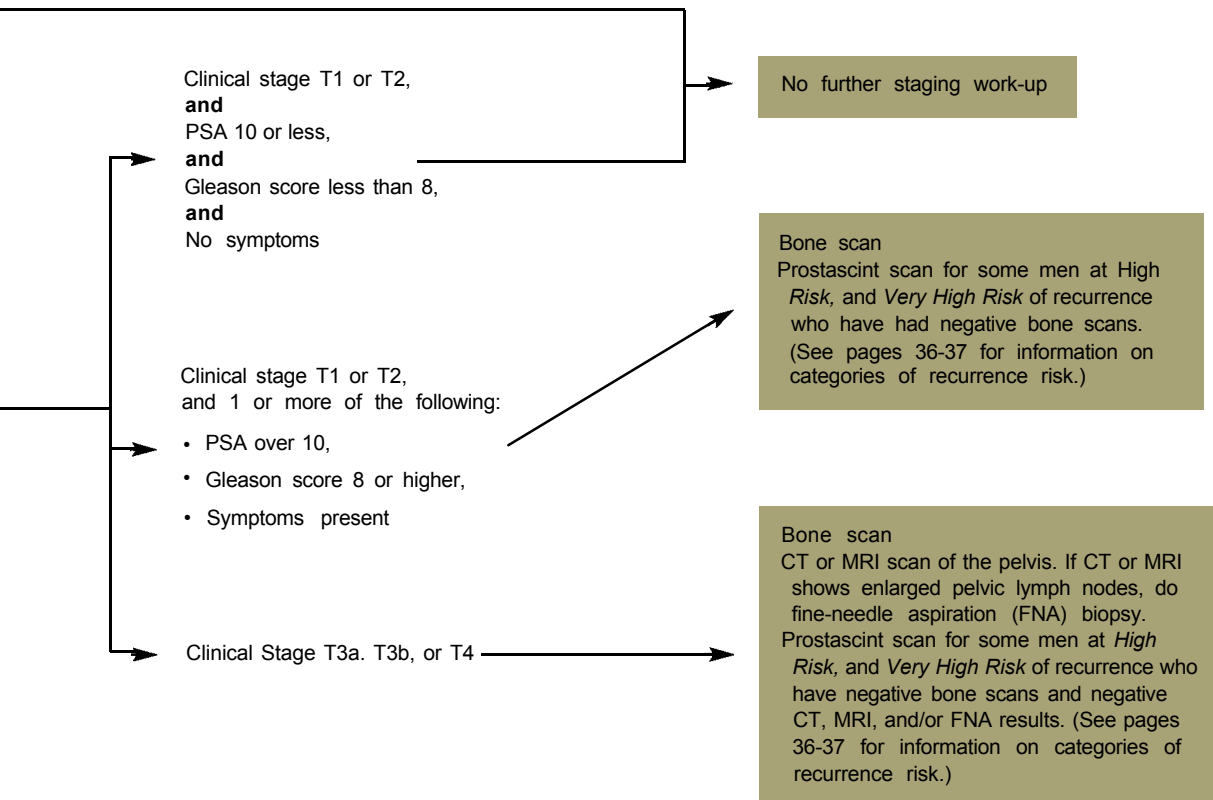 Clinical stage T1 or T2,
and
PSA 10 or less,
and
Gleason score less than 8,
and
No symptoms
No further staging work-up
Clinical stage T1 or T2,
and 1 or more of the following:
• PSA over 10,
• Gleason score 8 or higher,
• Symptoms present
Bone scan
Prostascint scan for some men at High
Risk, and Very High Risk of recurrence
who have had negative bone scans.
(See pages 36-37 for information on
categories of recurrence risk.)
Clinical Stage T3a. T3b, or T4
Bone scan
CT or MRI scan of the pelvis. If CT or MRI
shows enlarged pelvic lymph nodes, do
fine-needle aspiration (FNA) biopsy.
Prostascint scan for some men at High
Risk, and Very High Risk of recurrence who
have negative bone scans and negative
CT, MRI, and/or FNA results. (See pages
36-37 for information on categories of
recurrence risk.)